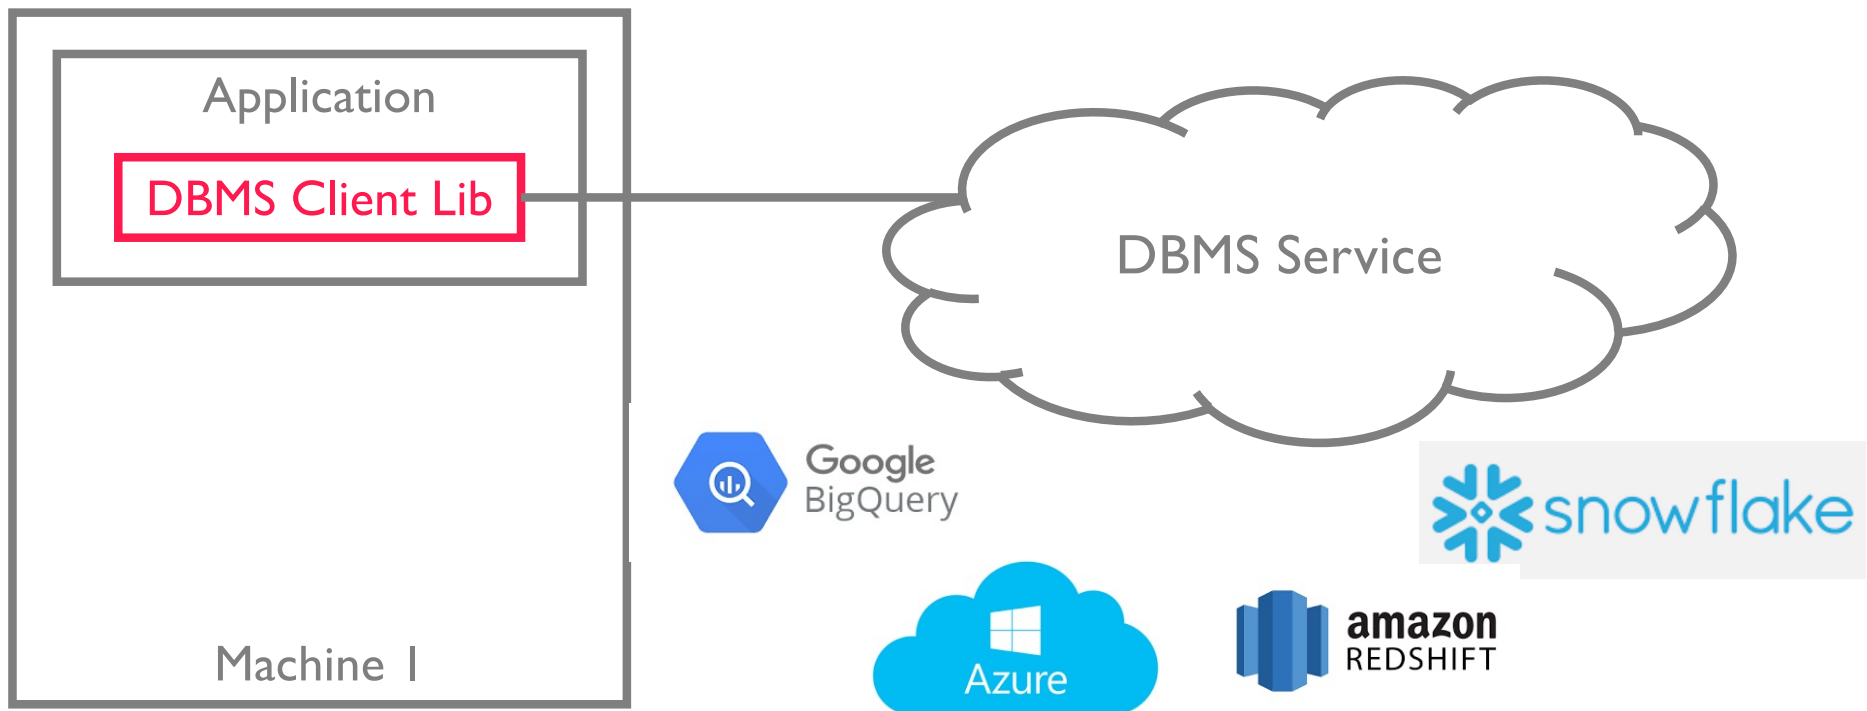 Application
DBMS Client Lib
DBMS Service
Google
BigQuery
snowflake
Azure
amazon
REDSHIFT
Machine 1